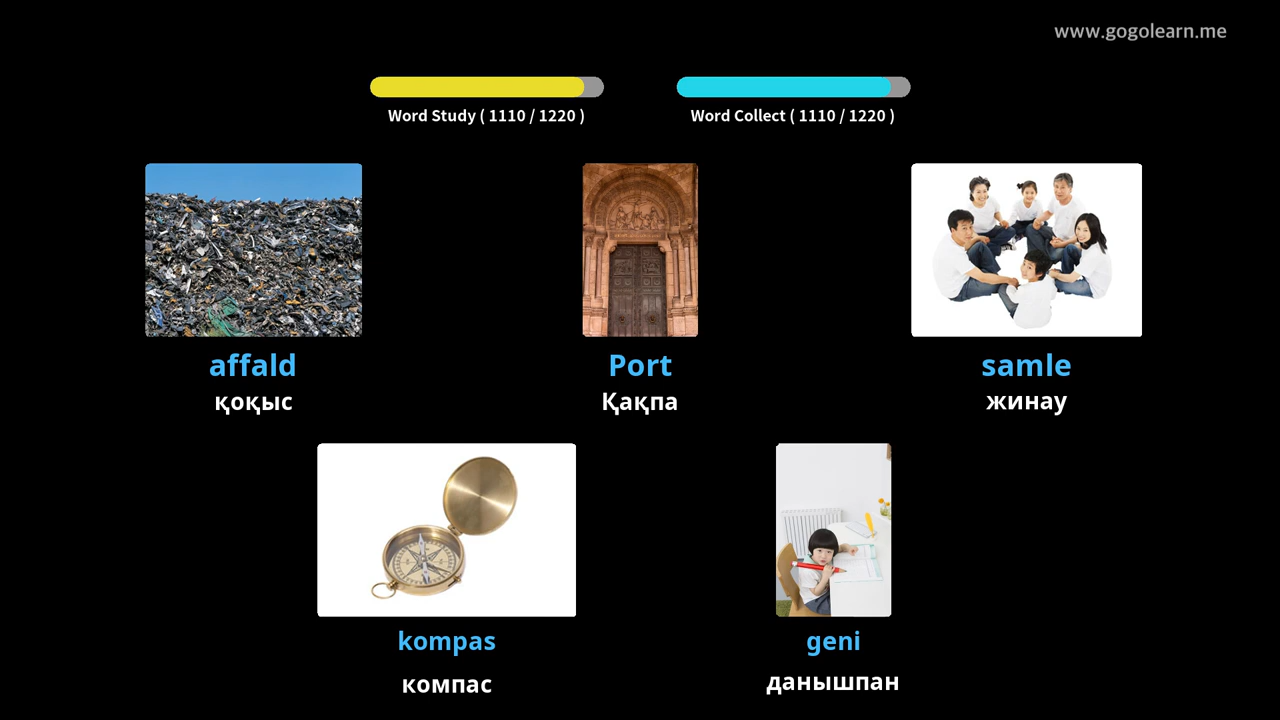 www.gogolearn.me
Word Study ( 1110 / 1220 )
Word Collect ( 1110 / 1220 )
affald
Port
samle
қоқыс
Қақпа
жинау
kompas
geni
компас
данышпан